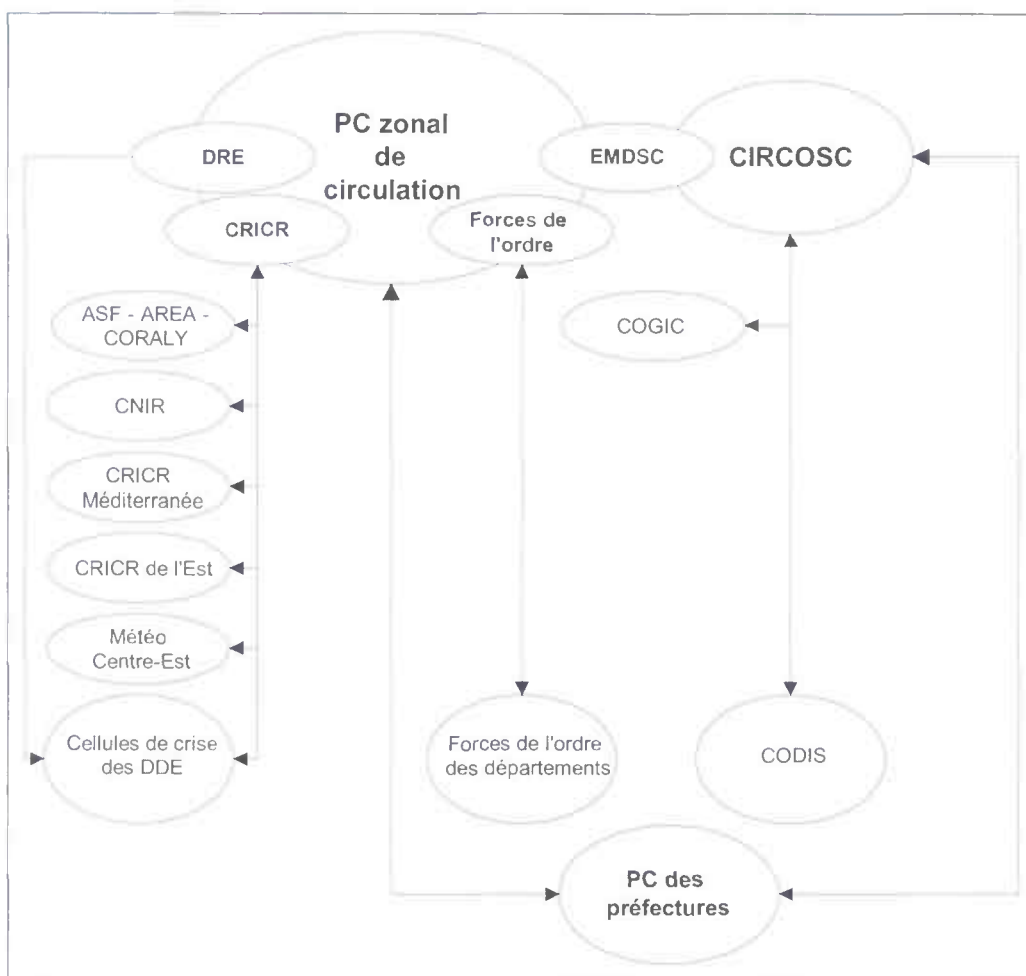 PC zonal
de
circulation
DRE
EMDSC
CIRCOSC
CRICR
Forces de
l'ordre
ASF - AREA -
CORALY
COGIC
CNIR
CRICR
Méditerranée
CRICR de l'Est
Météo
Centre-Est
Cellules de crise
des DDE
Forces de l'ordre
des départements
CODIS
PC des
préfectures